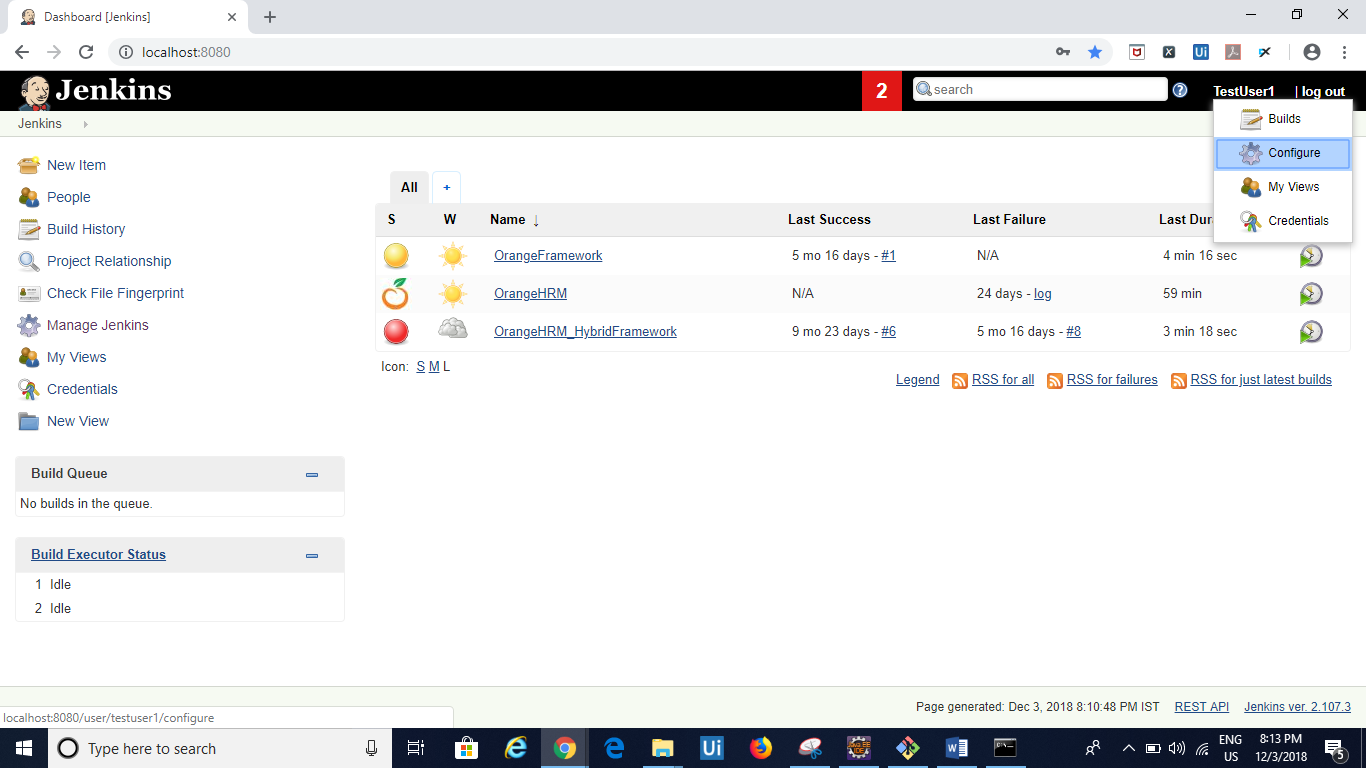 Dashboard [Jenkins]
localhost:8080
Jenkins
2
search
TestUser1 | log out
Jenkins
Builds
Configure
My Views
Credentials
New Item
People
Build History
Project Relationship
Check File Fingerprint
Manage Jenkins
My Views
Credentials
New View
All +
S W Name ↓ Last Success Last Failure Last Dura
OrangeFramework 5 mo 16 days - #1 N/A 4 min 16 sec
OrangeHRM N/A 24 days - log 59 min
OrangeHRM_HybridFramework 9 mo 23 days - #6 5 mo 16 days - #8 3 min 18 sec
Icon: S M L
Legend RSS for all RSS for failures RSS for just latest builds
Build Queue
No builds in the queue.
Build Executor Status
1 Idle
2 Idle
Page generated: Dec 3, 2018 8:10:48 PM IST REST API Jenkins ver. 2.107.3
localhost:8080/user/testuser1/configure
Type here to search
Ui
ENG
US
8:13 PM
12/3/2018
5